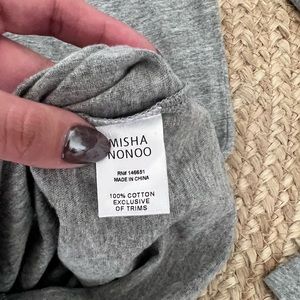 MISHA
NONOO
RN# 146651
MADE IN CHINA
100% COTTON
EXCLUSIVE
OF TRIMS